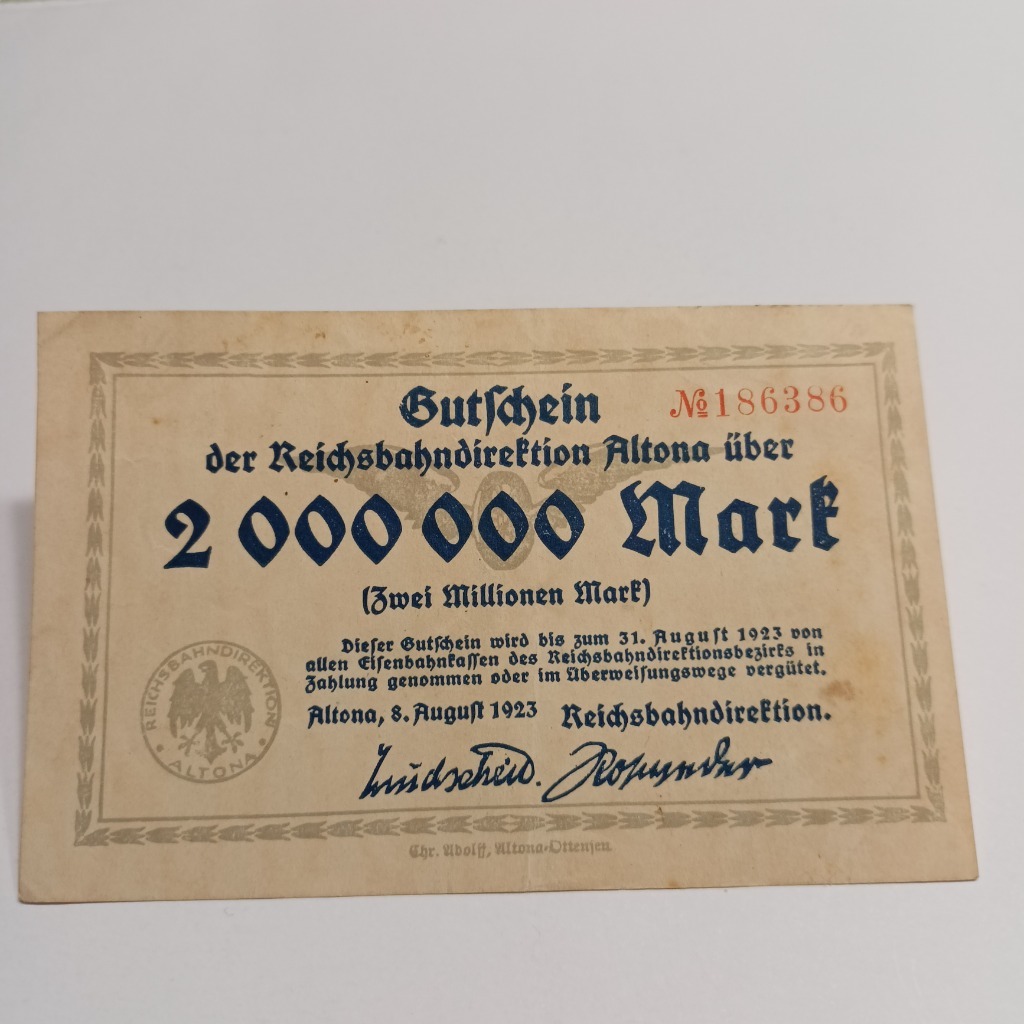 Gutschein
№ 186386
der Reichsbahndirektion Altona über
2 000 000 Mark
(Zwei Millionen Mark)
Dieser Gutschein wird bis zum 31. August 1923 von
allen Eisenbahnkassen des Reichsbahndirektionsbezirks in
Zahlung genommen oder im Überweisungswege vergütet.
Altona, 8. August 1923 Reichsbahndirektion.
REICHSBAHNDIREKTION
ALTONA
Chr. Adolff, Altona-Ottensen